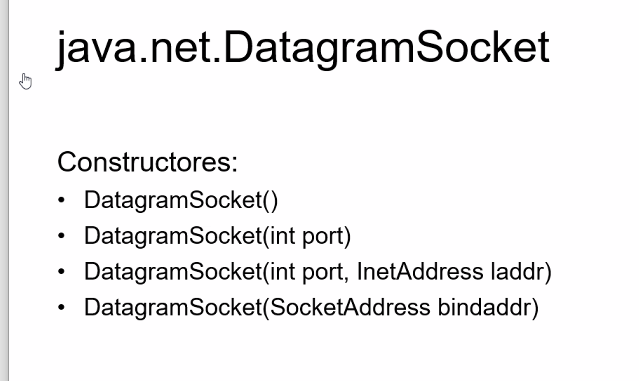 java.net.DatagramSocket
Constructores:
• DatagramSocket()
• DatagramSocket(int port)
• DatagramSocket(int port, InetAddress laddr)
• DatagramSocket(SocketAddress bindaddr)